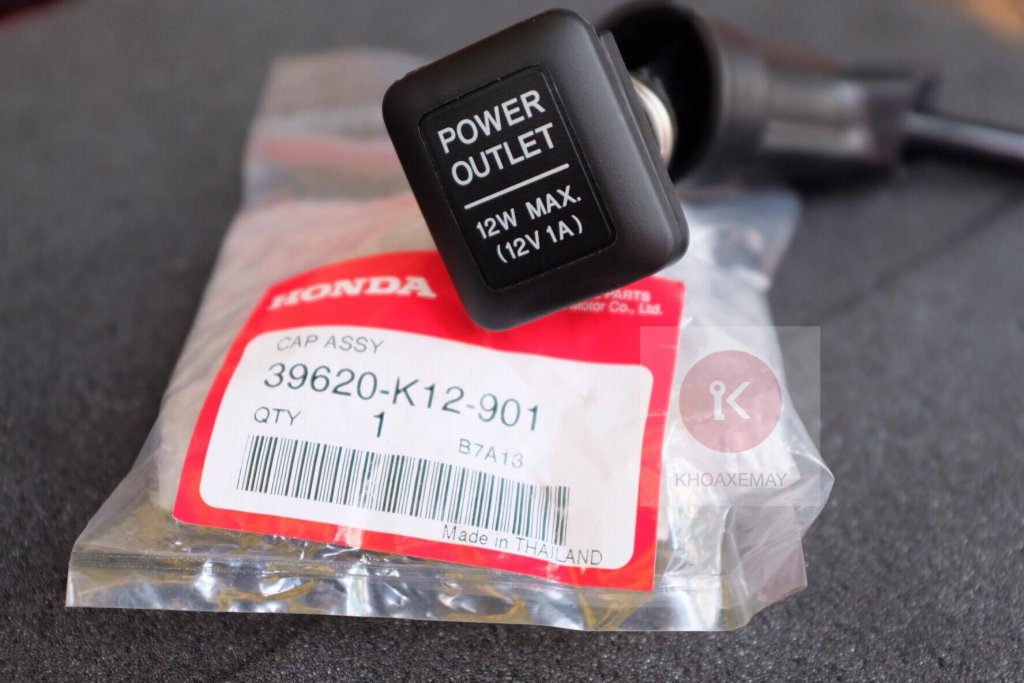 POWER
OUTLET
12W MAX.
(12V 1A)
HONDA
PARTS
Motor Co., Ltd.
CAP ASSY
39620-K12-901
QTY 1
B7A13
Made in THAILAND
K
KHOAXEMAY